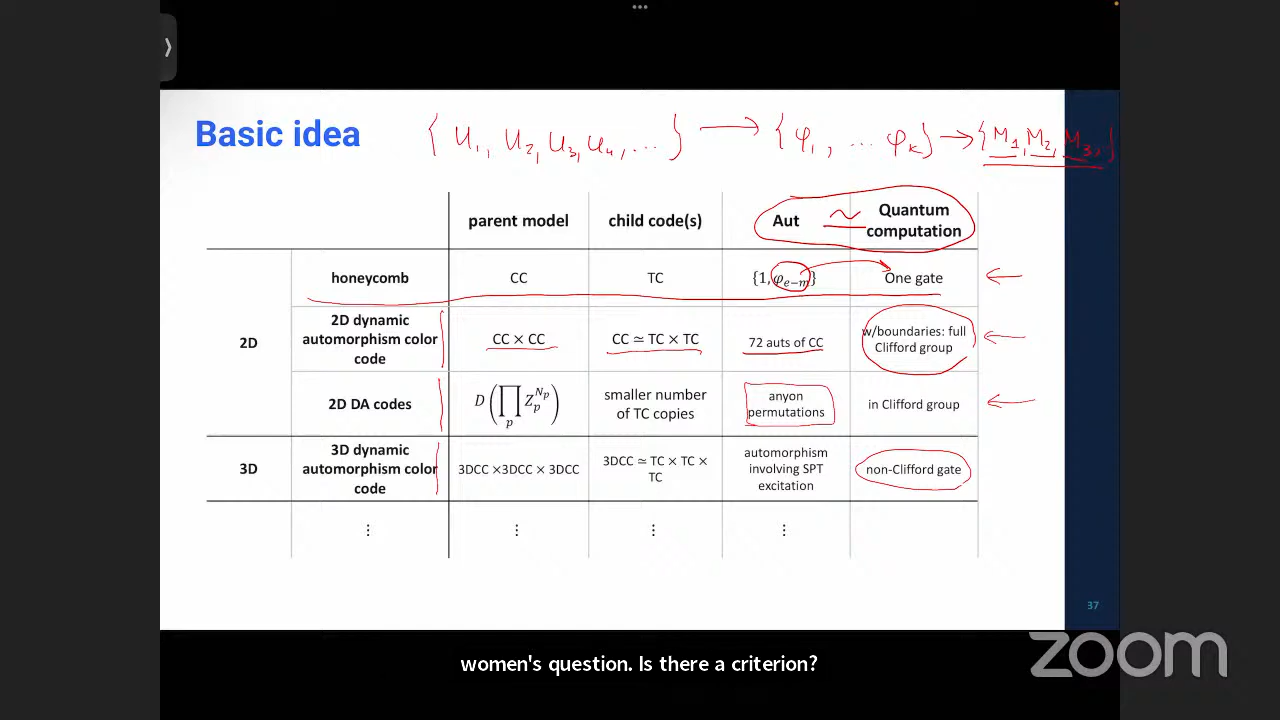 Basic idea
{ U₁, U₂, U₃, U₄, ... } → { φ₁, ... φₖ } → { M₁, M₂, M₃, }
parent model
child code(s)
Aut
≃
Quantum
computation
2D
honeycomb
CC
TC
{1, φₑ₋ₘ}
One gate
←
2D dynamic
automorphism color
code
CC × CC
CC ≃ TC × TC
72 auts of CC
w/boundaries: full
Clifford group
←
2D DA codes
D(∏ₚ Zₚ^Nₚ)
smaller number
of TC copies
anyon
permutations
in Clifford group
←
3D
3D dynamic
automorphism color
code
3DCC ×3DCC × 3DCC
3DCC ≃ TC × TC ×
TC
automorphism
involving SPT
excitation
non-Clifford gate
⋮
⋮
⋮
⋮
37
women's question. Is there a criterion?
zoom